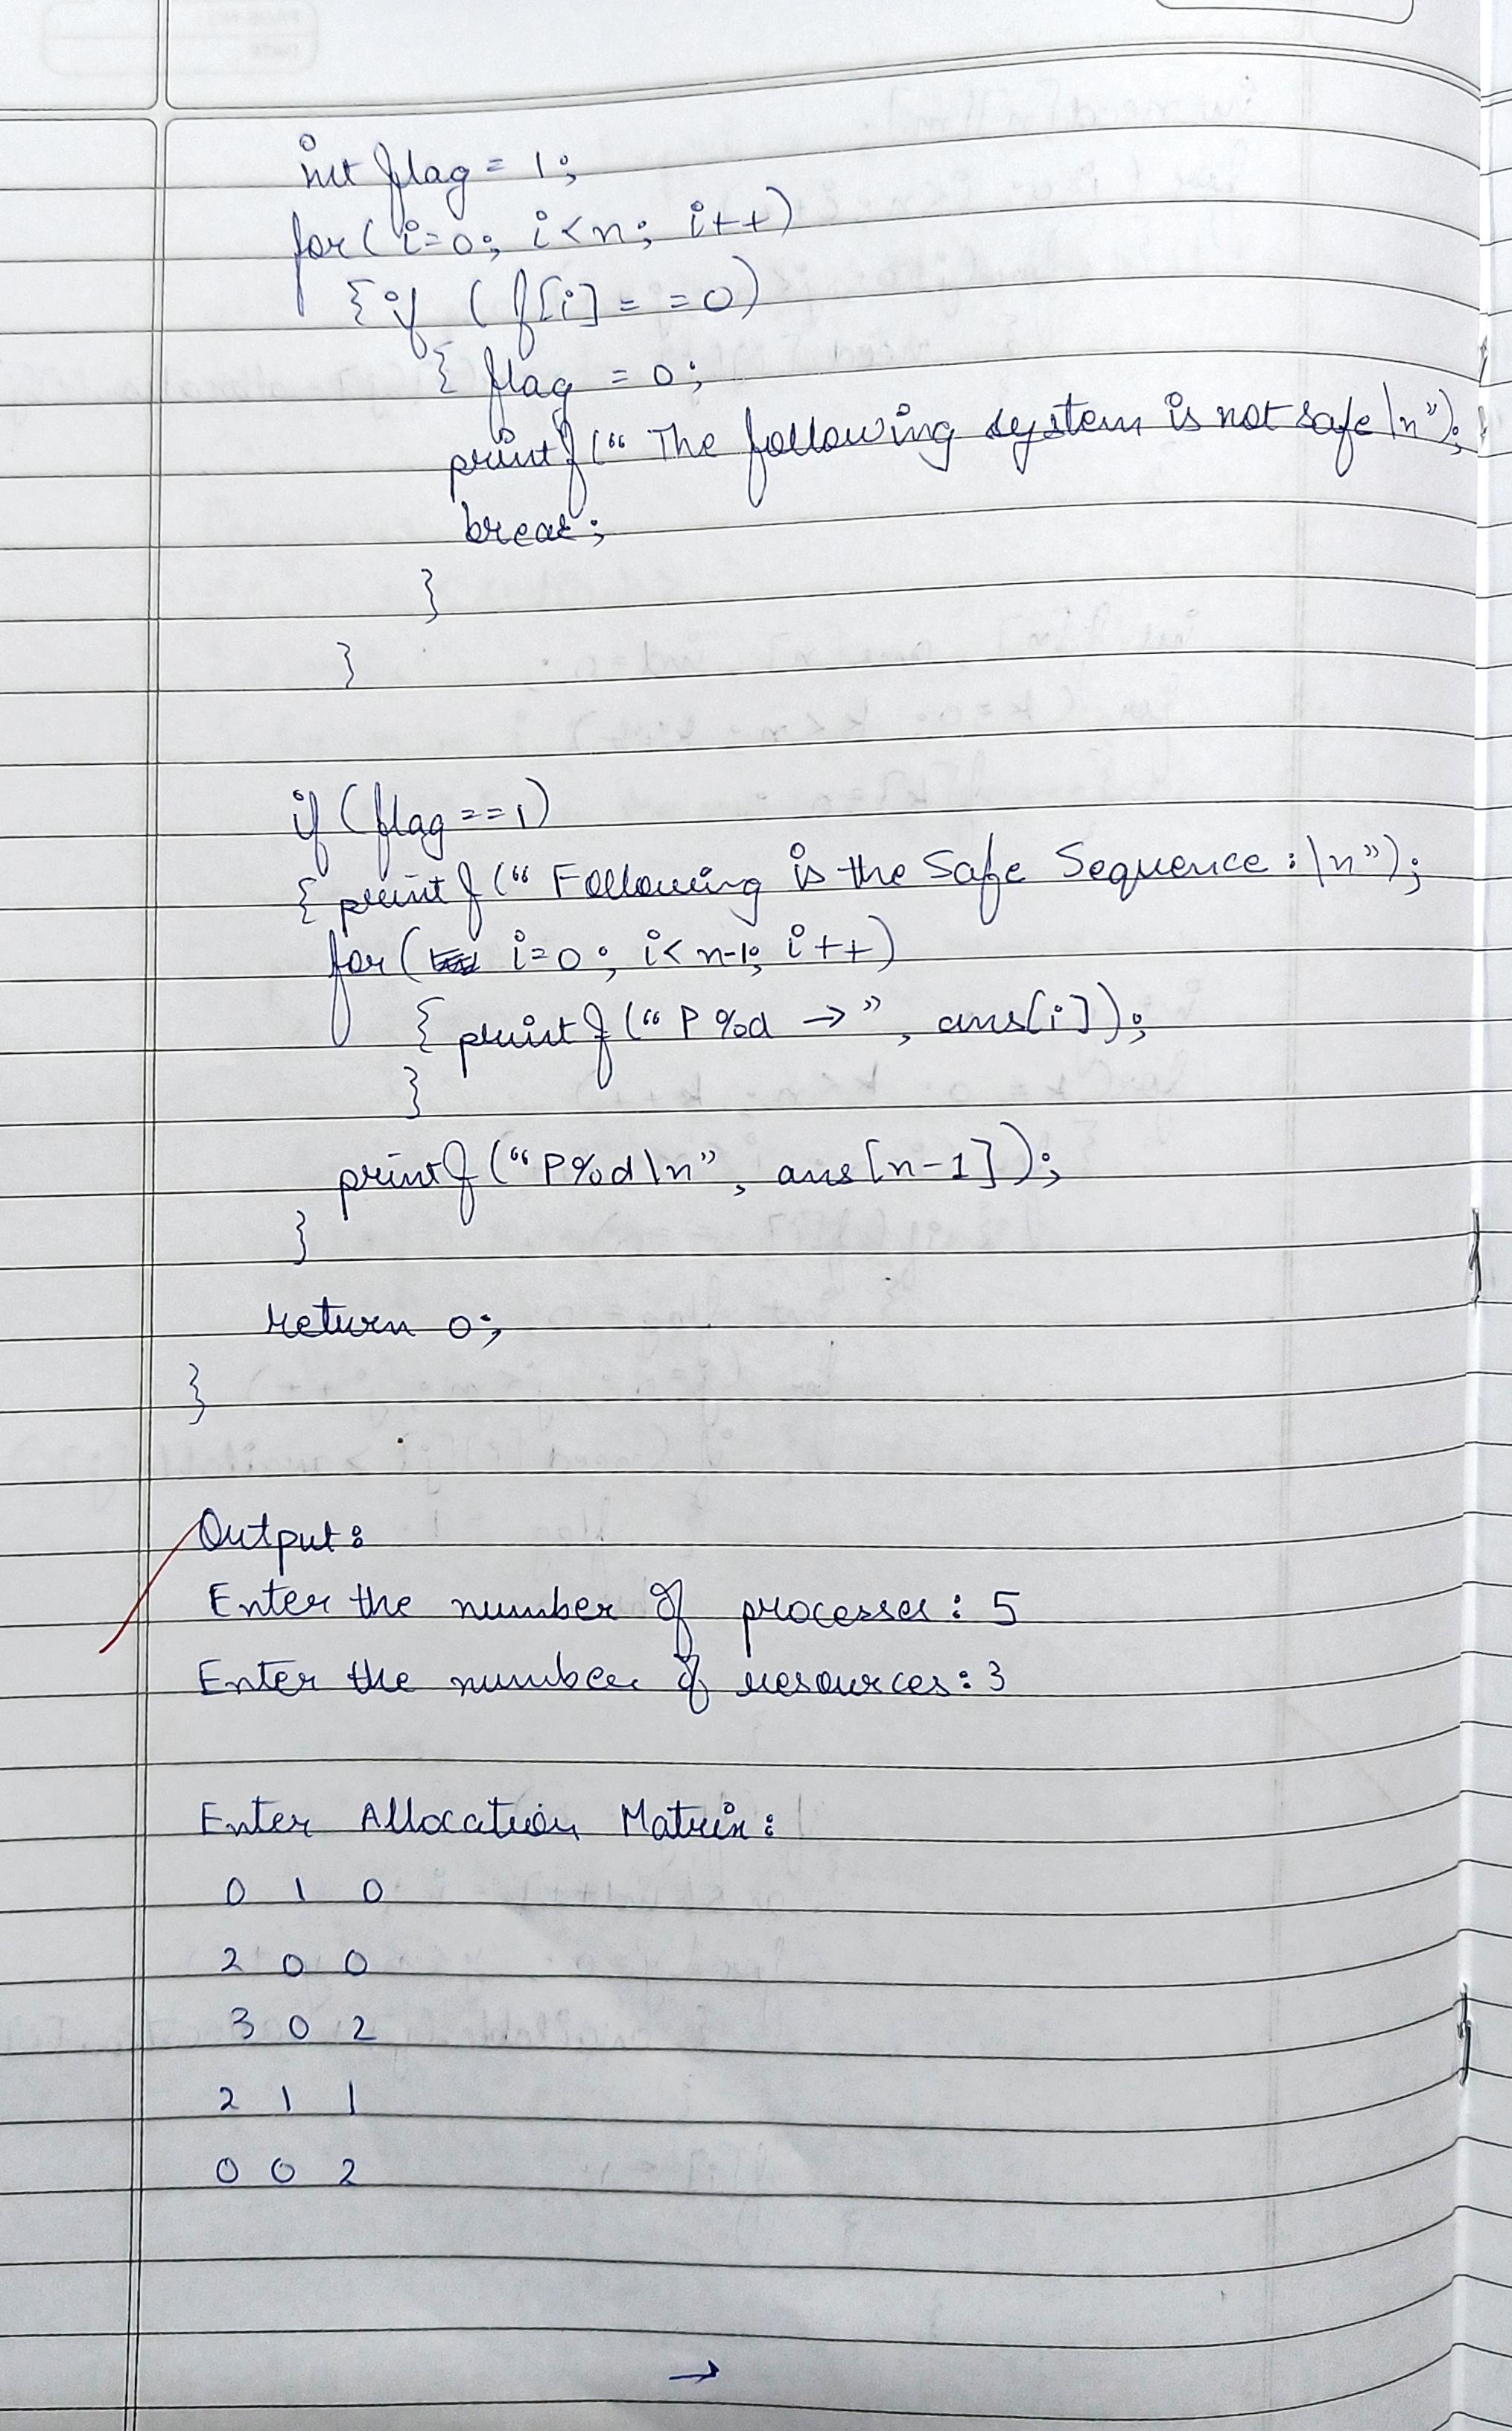 int flag = 1;
for( i=0; i<n; i++)
{ if ( f[i] = =0)
{ flag = 0;
printf(“ The following system is not safe \n”);
break;
}
}
if (flag ==1)
{ printf (“ Following is the Safe Sequence : \n”);
for( i=0; i< n-1; i++)
{ printf (“ P %d → ”, ans[i]);
}
printf (“ P%d \n”, ans [n-1]);
}
return 0;
}
Output:
Enter the number of processes : 5
Enter the number of resources : 3
Enter Allocation Matrix :
0 1 0
2 0 0
3 0 2
2 1 1
0 0 2
→